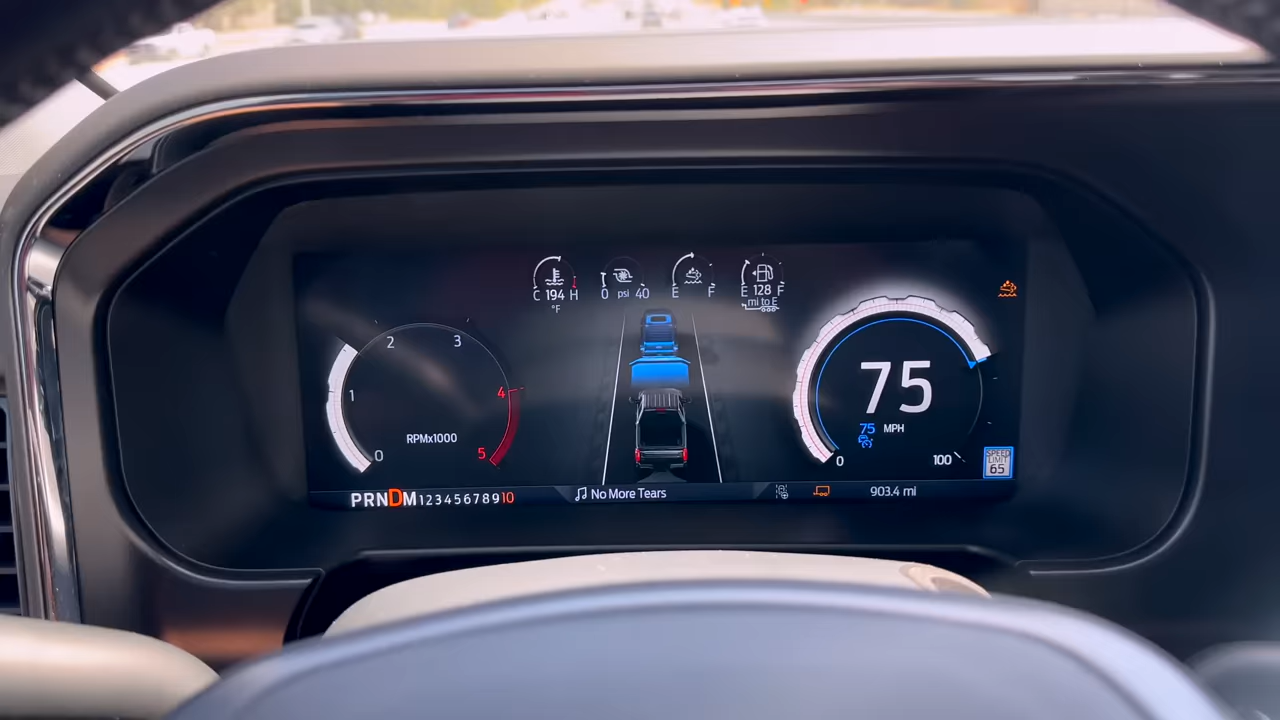 C 194 H
°F
0 psi 40
E F
E 128 F
mi to E
0
1
2
3
4
5
RPMx1000
75
75 MPH
0
100
SPEED
LIMIT
65
PRNDM12345678910
No More Tears
903.4 mi